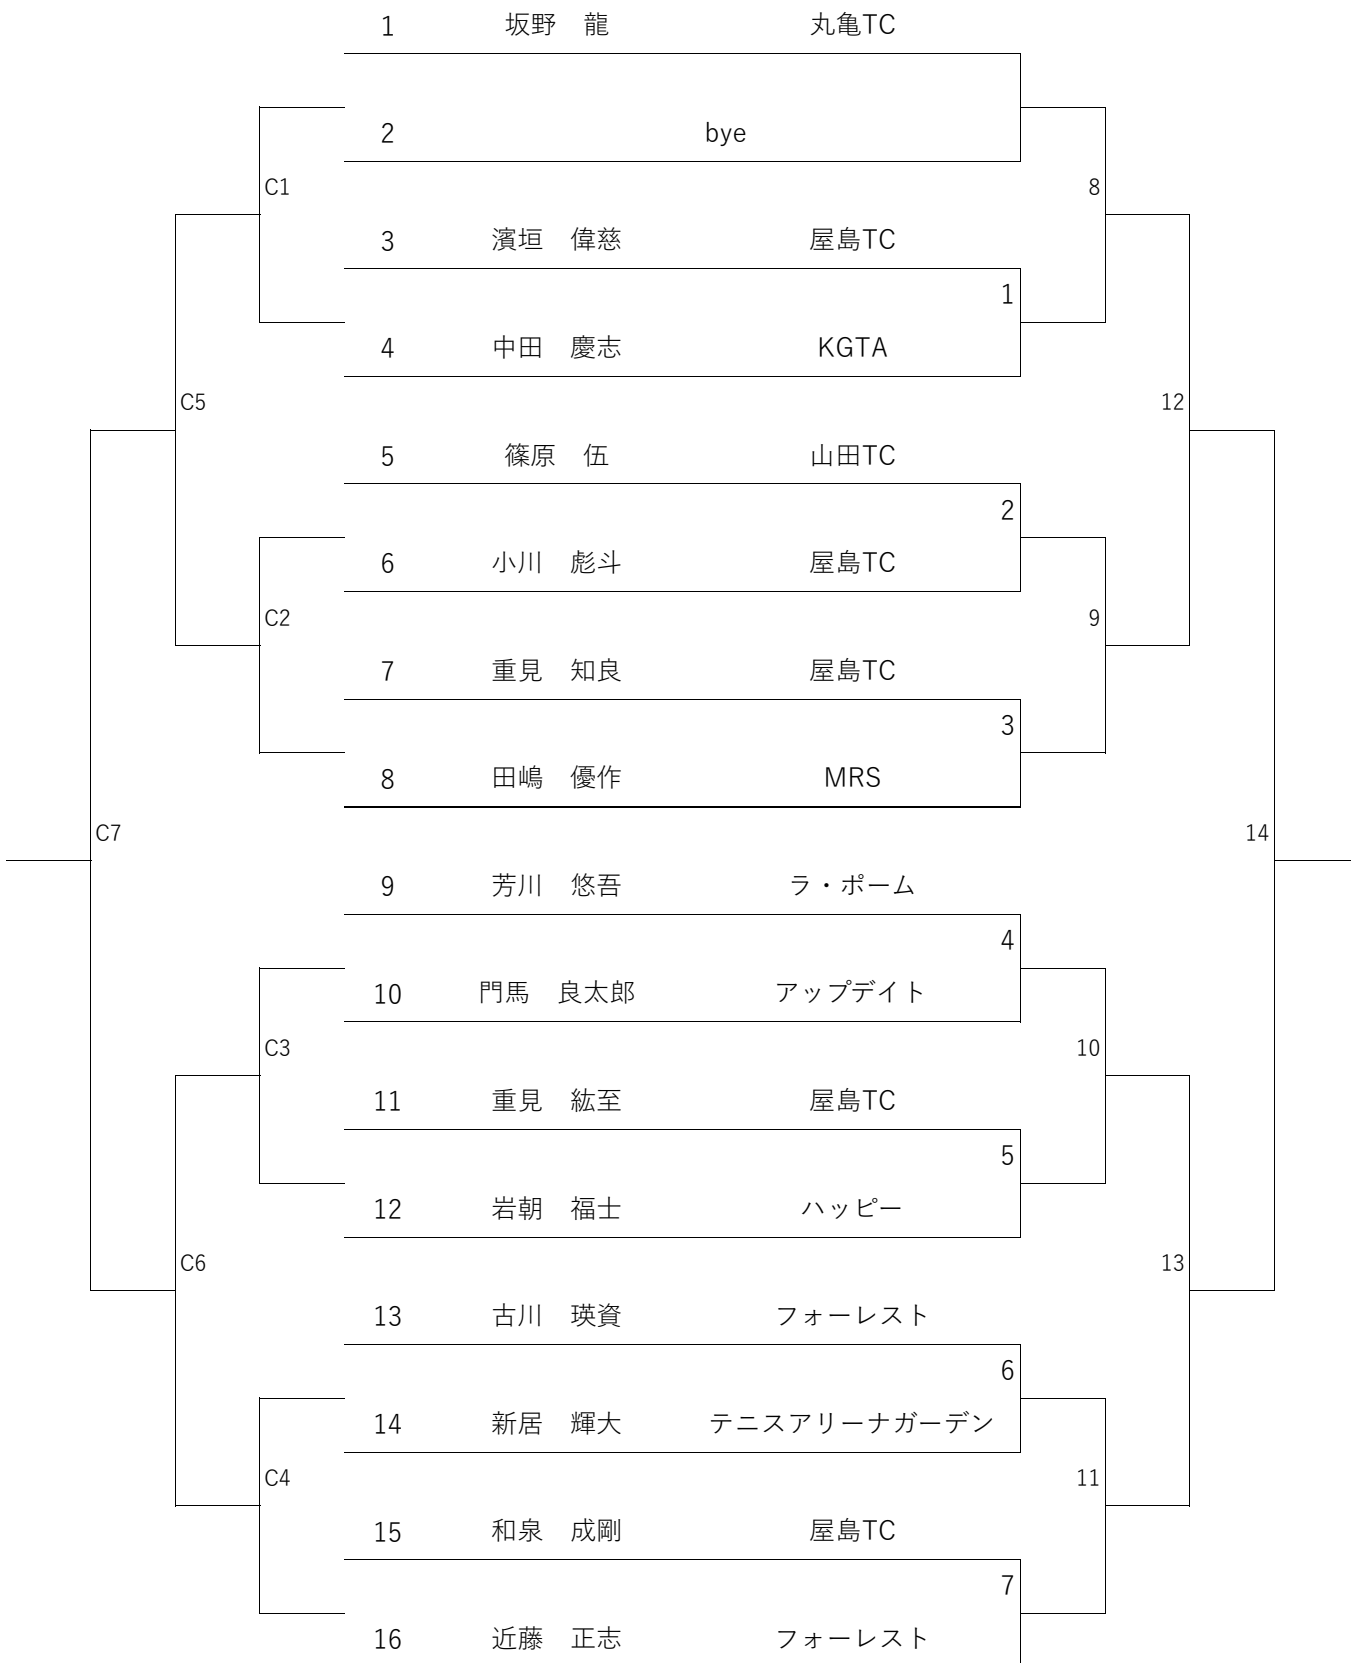 1 坂野 龍 丸亀TC
2 bye
C1 8
3 濱垣 偉慈 屋島TC
1
4 中田 慶志 KGTA
C5 12
5 篠原 伍 山田TC
2
6 小川 彪斗 屋島TC
C2 9
7 重見 知良 屋島TC
3
8 田嶋 優作 MRS
C7 14
9 芳川 悠吾 ラ・ポーム
4
10 門馬 良太郎 アップデイト
C3 10
11 重見 紘至 屋島TC
5
12 岩朝 福士 ハッピー
C6 13
13 古川 瑛資 フォーレスト
6
14 新居 輝大 テニスアリーナガーデン
C4 11
15 和泉 成剛 屋島TC
7
16 近藤 正志 フォーレスト